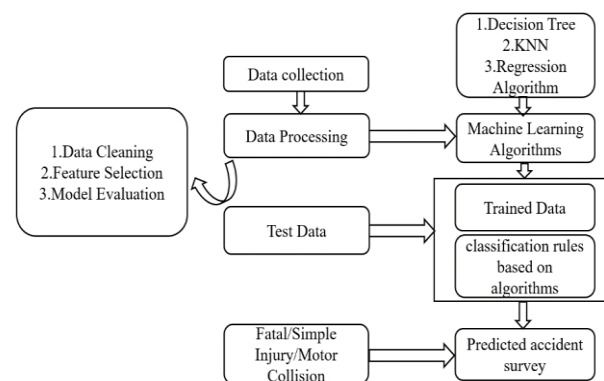 1.Decision Tree
2.KNN
3.Regression
Algorithm
Data collection
Data Processing
Machine Learning
Algorithms
1.Data Cleaning
2.Feature Selection
3.Model Evaluation
Test Data
Trained Data
classification rules
based on
algorithms
Fatal/Simple
Injury/Motor
Collision
Predicted accident
survey